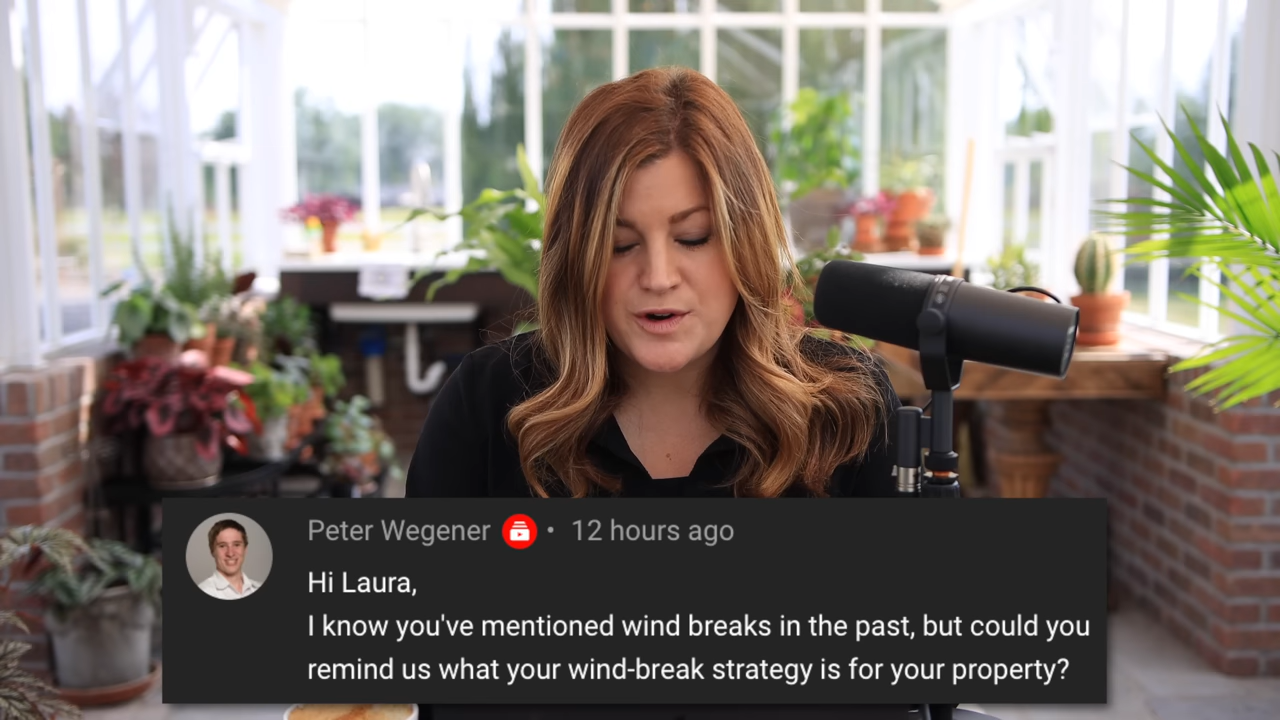 Peter Wegener • 12 hours ago
Hi Laura,
I know you've mentioned wind breaks in the past, but could you
remind us what your wind-break strategy is for your property?